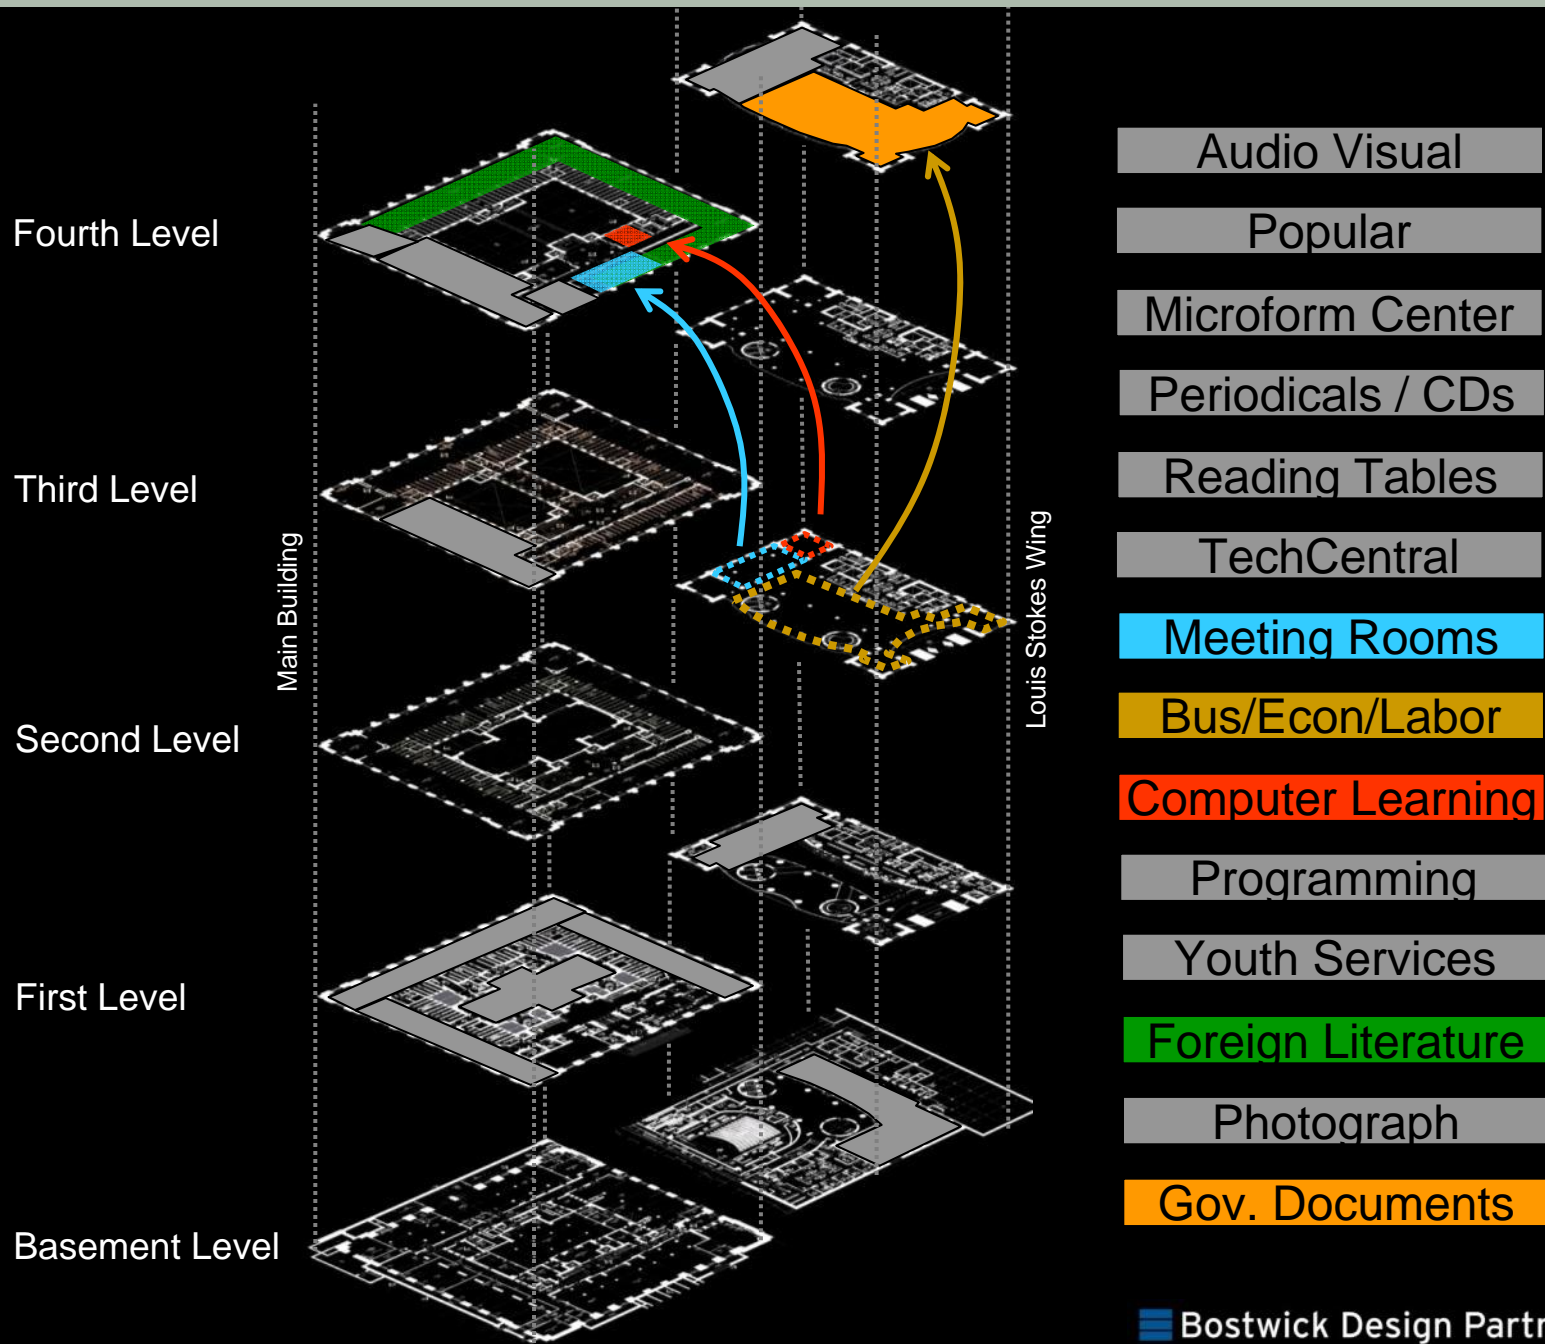 Fourth Level
Third Level
Second Level
First Level
Basement Level
Main Building
Louis Stokes Wing
Audio Visual
Popular
Microform Center
Periodicals / CDs
Reading Tables
TechCentral
Meeting Rooms
Bus/Econ/Labor
Computer Learning
Programming
Youth Services
Foreign Literature
Photograph
Gov. Documents
Bostwick Design Partn